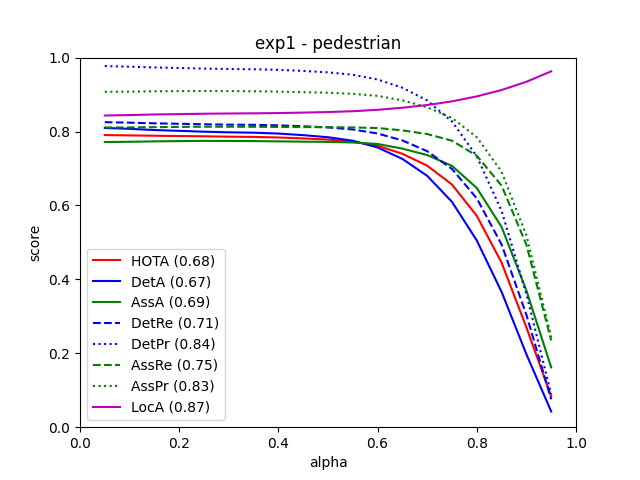 exp1 - pedestrian
score
1.0
0.8
0.6
0.4
0.2
0.0
HOTA (0.68)
DetA (0.67)
AssA (0.69)
DetRe (0.71)
DetPr (0.84)
AssRe (0.75)
AssPr (0.83)
LocA (0.87)
0.0 0.2 0.4 0.6 0.8 1.0
alpha